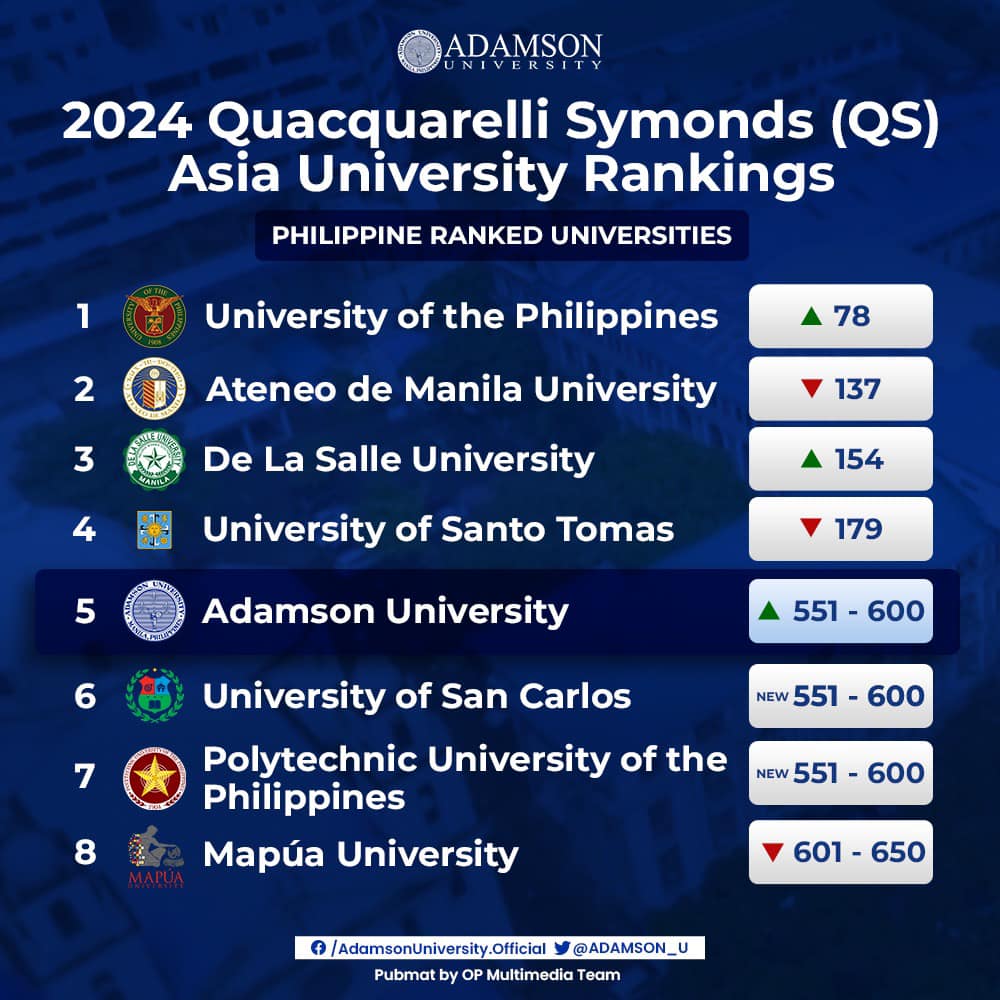 ADAMSON
UNIVERSITY
2024 Quacquarelli Symonds (QS)
Asia University Rankings
PHILIPPINE RANKED UNIVERSITIES
1 University of the Philippines ▲ 78
2 Ateneo de Manila University ▼ 137
3 De La Salle University ▲ 154
4 University of Santo Tomas ▼ 179
5 Adamson University ▲ 551 - 600
6 University of San Carlos NEW 551 - 600
7 Polytechnic University of the
Philippines NEW 551 - 600
8 MAPÚA UNIVERSITY Mapúa University ▼ 601 - 650
/AdamsonUniversity.Official @ADAMSON_U
Pubmat by OP Multimedia Team